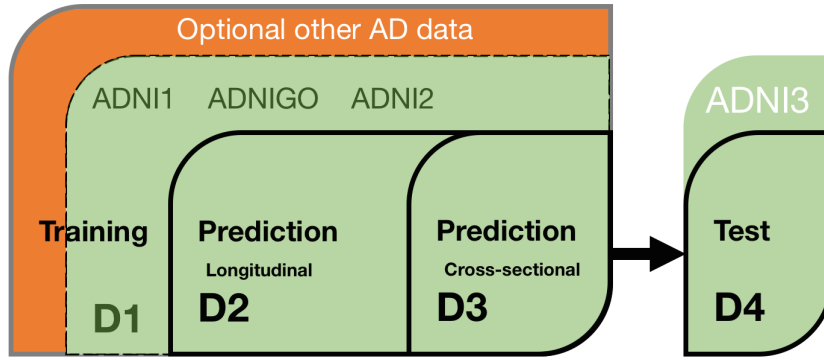 Optional other AD data
ADNI1 ADNIGO ADNI2
ADNI3
Training
Prediction
Longitudinal
Prediction
Cross-sectional
Test
D1
D2
D3
D4